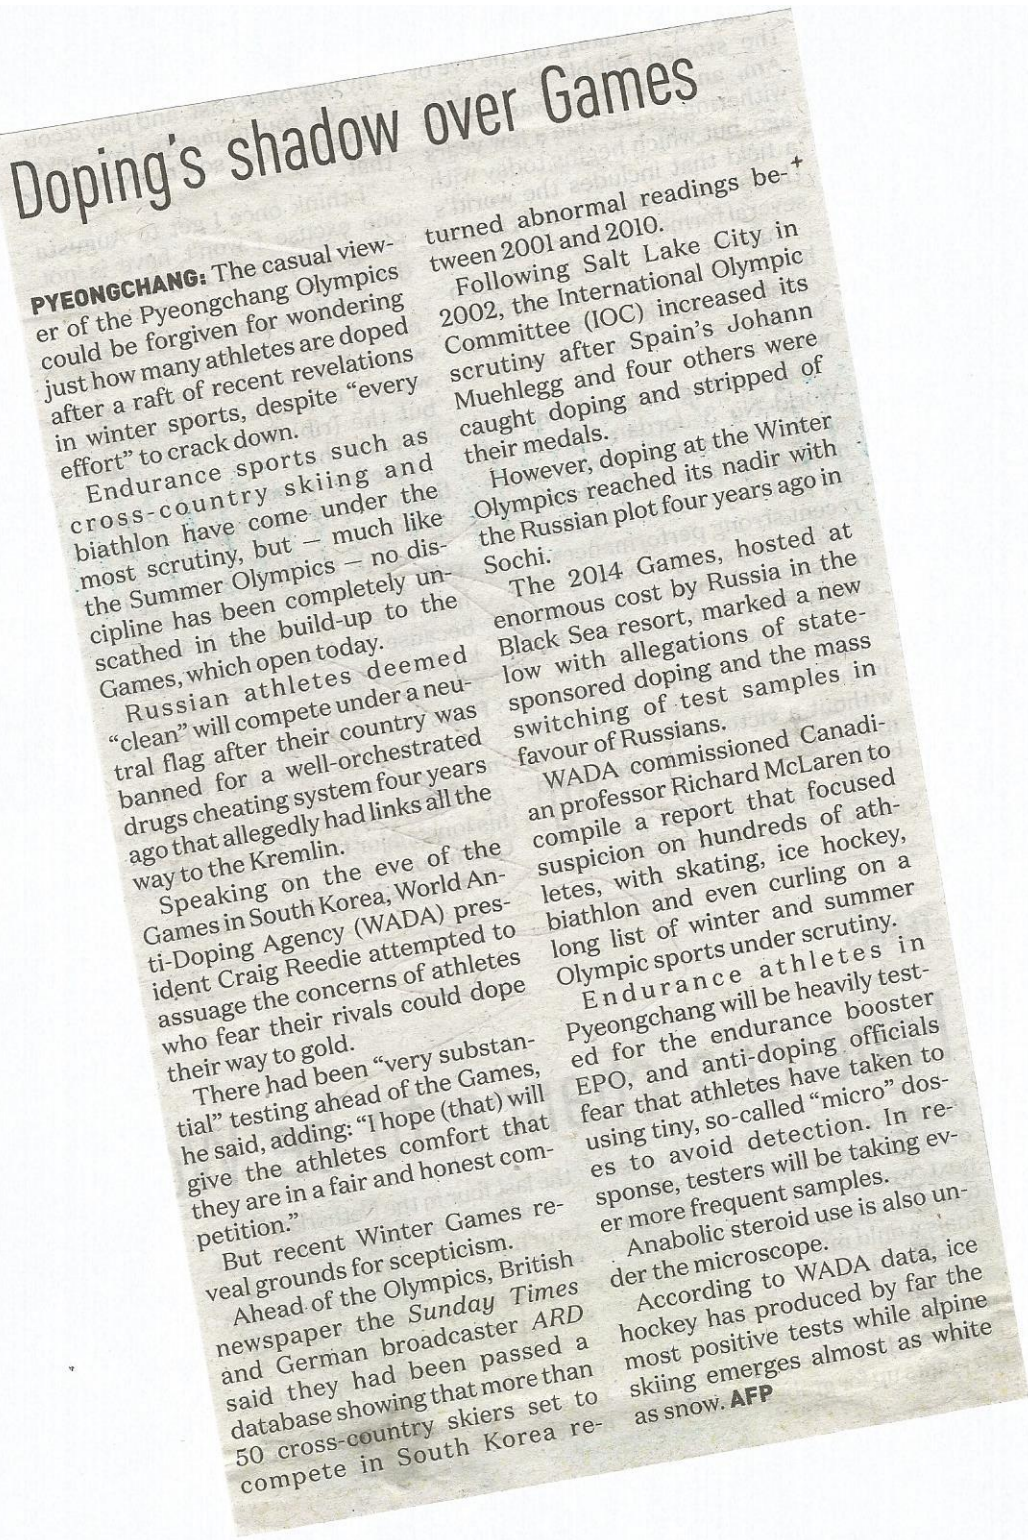 Doping's shadow over Games
PYEONGCHANG: The casual view-
er of the Pyeongchang Olympics
could be forgiven for wondering
just how many athletes are doped
after a raft of recent revelations
in winter sports, despite “every
effort” to crack down.
Endurance sports such as
cross-country skiing and
biathlon have come under the
most scrutiny, but — much like
the Summer Olympics — no dis-
cipline has been completely un-
scathed in the build-up to the
Games, which open today.
Russian athletes deemed
“clean” will compete under a neu-
tral flag after their country was
banned for a well-orchestrated
drugs cheating system four years
ago that allegedly had links all the
way to the Kremlin.
Speaking on the eve of the
Games in South Korea, World An-
ti-Doping Agency (WADA) pres-
ident Craig Reedie attempted to
assuage the concerns of athletes
who fear their rivals could dope
their way to gold.
There had been “very substan-
tial” testing ahead of the Games,
he said, adding: “I hope (that) will
give the athletes comfort that
they are in a fair and honest com-
petition.”
But recent Winter Games re-
veal grounds for scepticism.
Ahead of the Olympics, British
newspaper the Sunday Times
and German broadcaster ARD
said they had been passed a
database showing that more than
50 cross-country skiers set to
compete in South Korea re-
turned abnormal readings be-
tween 2001 and 2010.
Following Salt Lake City in
2002, the International Olympic
Committee (IOC) increased its
scrutiny after Spain's Johann
Muehlegg and four others were
caught doping and stripped of
their medals.
However, doping at the Winter
Olympics reached its nadir with
the Russian plot four years ago in
Sochi.
The 2014 Games, hosted at
enormous cost by Russia in the
Black Sea resort, marked a new
low with allegations of state-
sponsored doping and the mass
switching of test samples in
favour of Russians.
WADA commissioned Canadi-
an professor Richard McLaren to
compile a report that focused
suspicion on hundreds of ath-
letes, with skating, ice hockey,
biathlon and even curling on a
long list of winter and summer
Olympic sports under scrutiny.
Endurance athletes in
Pyeongchang will be heavily test-
ed for the endurance booster
EPO, and anti-doping officials
fear that athletes have taken to
using tiny, so-called “micro” dos-
es to avoid detection. In re-
sponse, testers will be taking ev-
er more frequent samples.
Anabolic steroid use is also un-
der the microscope.
According to WADA data, ice
hockey has produced by far the
most positive tests while alpine
skiing emerges almost as white
as snow. AFP